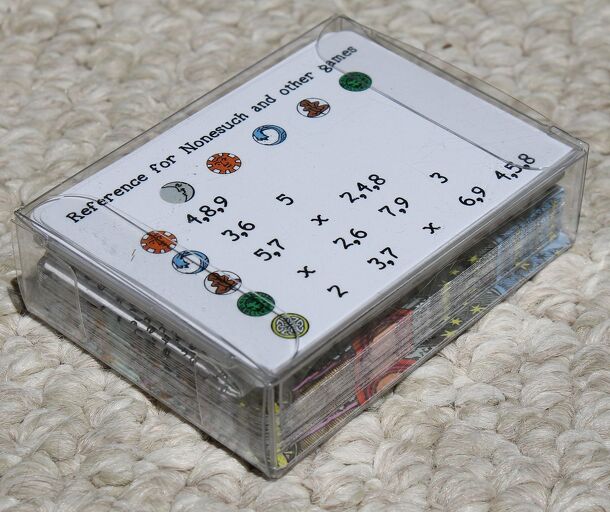 Reference for Nonesuch and other games
4,8,9
3,6 5
5,7 x 2,4,8
x 2,6 7,9 3
2 3,7 x 6,9 4,5,8